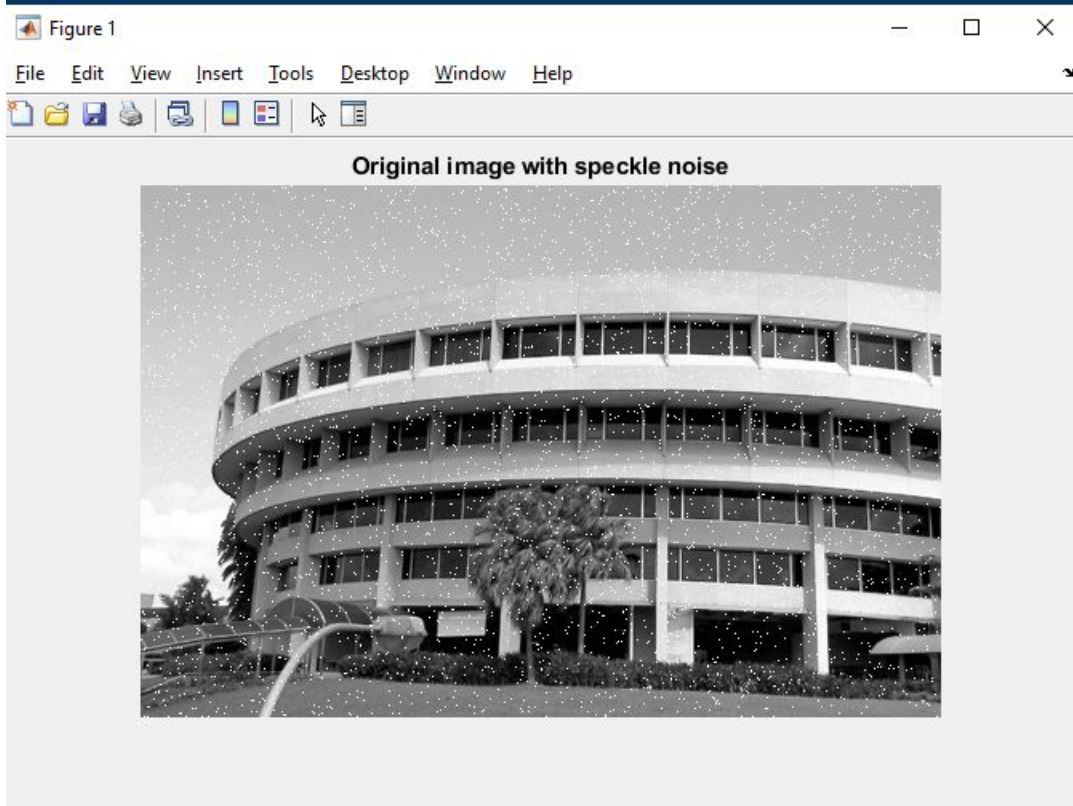 Figure 1
File Edit View Insert Tools Desktop Window Help
Original image with speckle noise